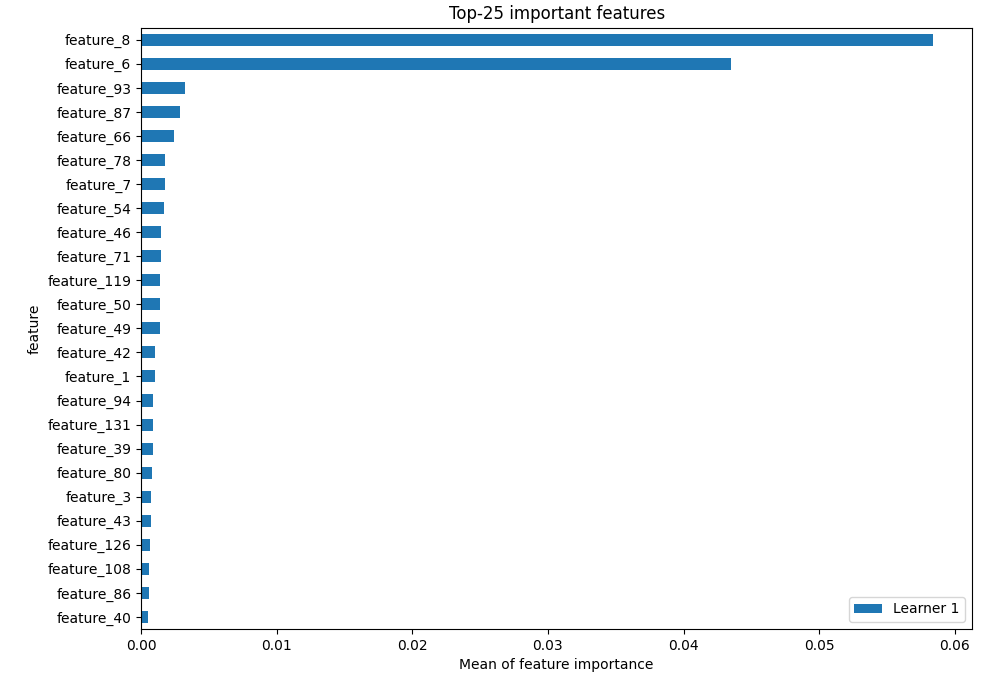 Top-25 important features
feature_8
feature_6
feature_93
feature_87
feature_66
feature_78
feature_7
feature_54
feature_46
feature_71
feature_119
feature_50
feature_49
feature_42
feature_1
feature_94
feature_131
feature_39
feature_80
feature_3
feature_43
feature_126
feature_108
feature_86
feature_40
feature
Learner 1
0.00 0.01 0.02 0.03 0.04 0.05 0.06
Mean of feature importance